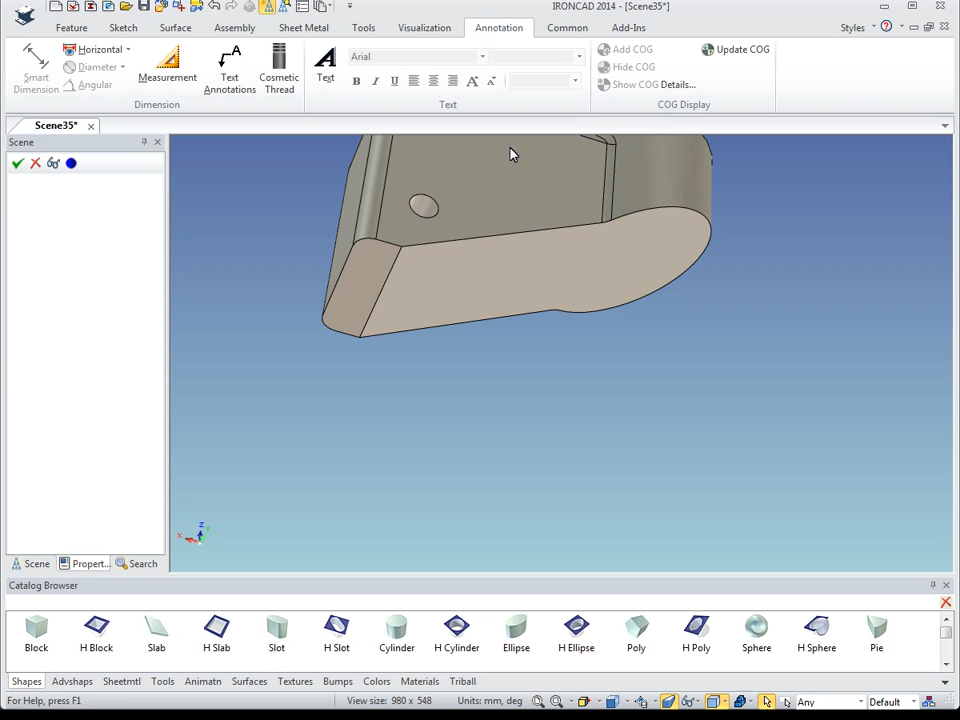 IRONCAD 2014 - [Scene35*]
Feature Sketch Surface Assembly Sheet Metal Tools Visualization Annotation Common Add-Ins Styles
Smart Dimension
Horizontal
Diameter
Angular
Measurement
Text Annotations
Cosmetic Thread
Dimension
Text
Arial
B I U A A
Text
Add COG
Hide COG
Show COG Details...
Update COG
COG Display
Scene35*
Scene
X Z Y
Scene Propert... Search
Catalog Browser
Block H Block Slab H Slab Slot H Slot Cylinder H Cylinder Ellipse H Ellipse Poly H Poly Sphere H Sphere Pie
Shapes Advshaps Sheetmtl Tools Animatn Surfaces Textures Bumps Colors Materials Triball
For Help, press F1 View size: 980 x 548 Units: mm, deg Any Default